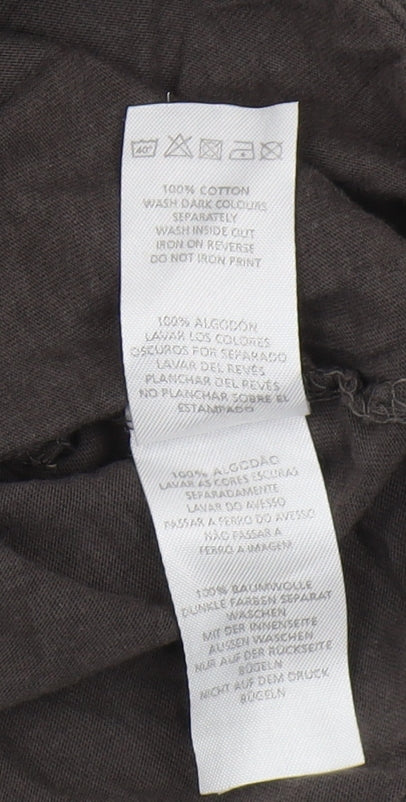 40°
100% COTTON
WASH DARK COLOURS
SEPARATELY
WASH INSIDE OUT
IRON ON REVERSE
DO NOT IRON PRINT
100% ALGODÓN
LAVAR LOS COLORES
OSCUROS POR SEPARADO
LAVAR DEL REVÉS
PLANCHAR DEL REVÉS
NO PLANCHAR SOBRE EL
ESTAMPADO
100% ALGODÃO
LAVAR AS CORES ESCURAS
SEPARADAMENTE
LAVAR DO AVESSO
PASSAR A FERRO DO AVESSO
NÃO PASSAR A
FERRO A IMAGEM
100% BAUMWOLLE
DUNKLE FARBEN SEPARAT
WASCHEN
MIT DER INNENSEITE
AUSSEN WASCHEN
NUR AUF DER RÜCKSEITE
BÜGELN
NICHT AUF DEM DRUCK
BÜGELN